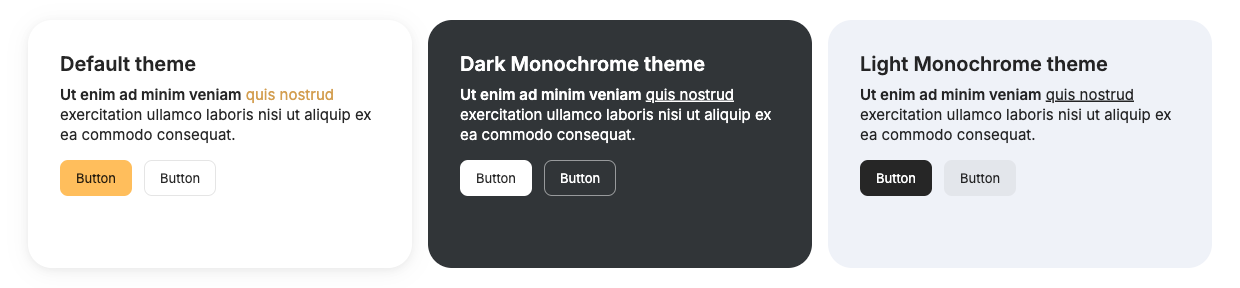 Default theme
Ut enim ad minim veniam quis nostrud
exercitation ullamco laboris nisi ut aliquip ex
ea commodo consequat.
Button Button
Dark Monochrome theme
Ut enim ad minim veniam quis nostrud
exercitation ullamco laboris nisi ut aliquip ex
ea commodo consequat.
Button Button
Light Monochrome theme
Ut enim ad minim veniam quis nostrud
exercitation ullamco laboris nisi ut aliquip ex
ea commodo consequat.
Button Button